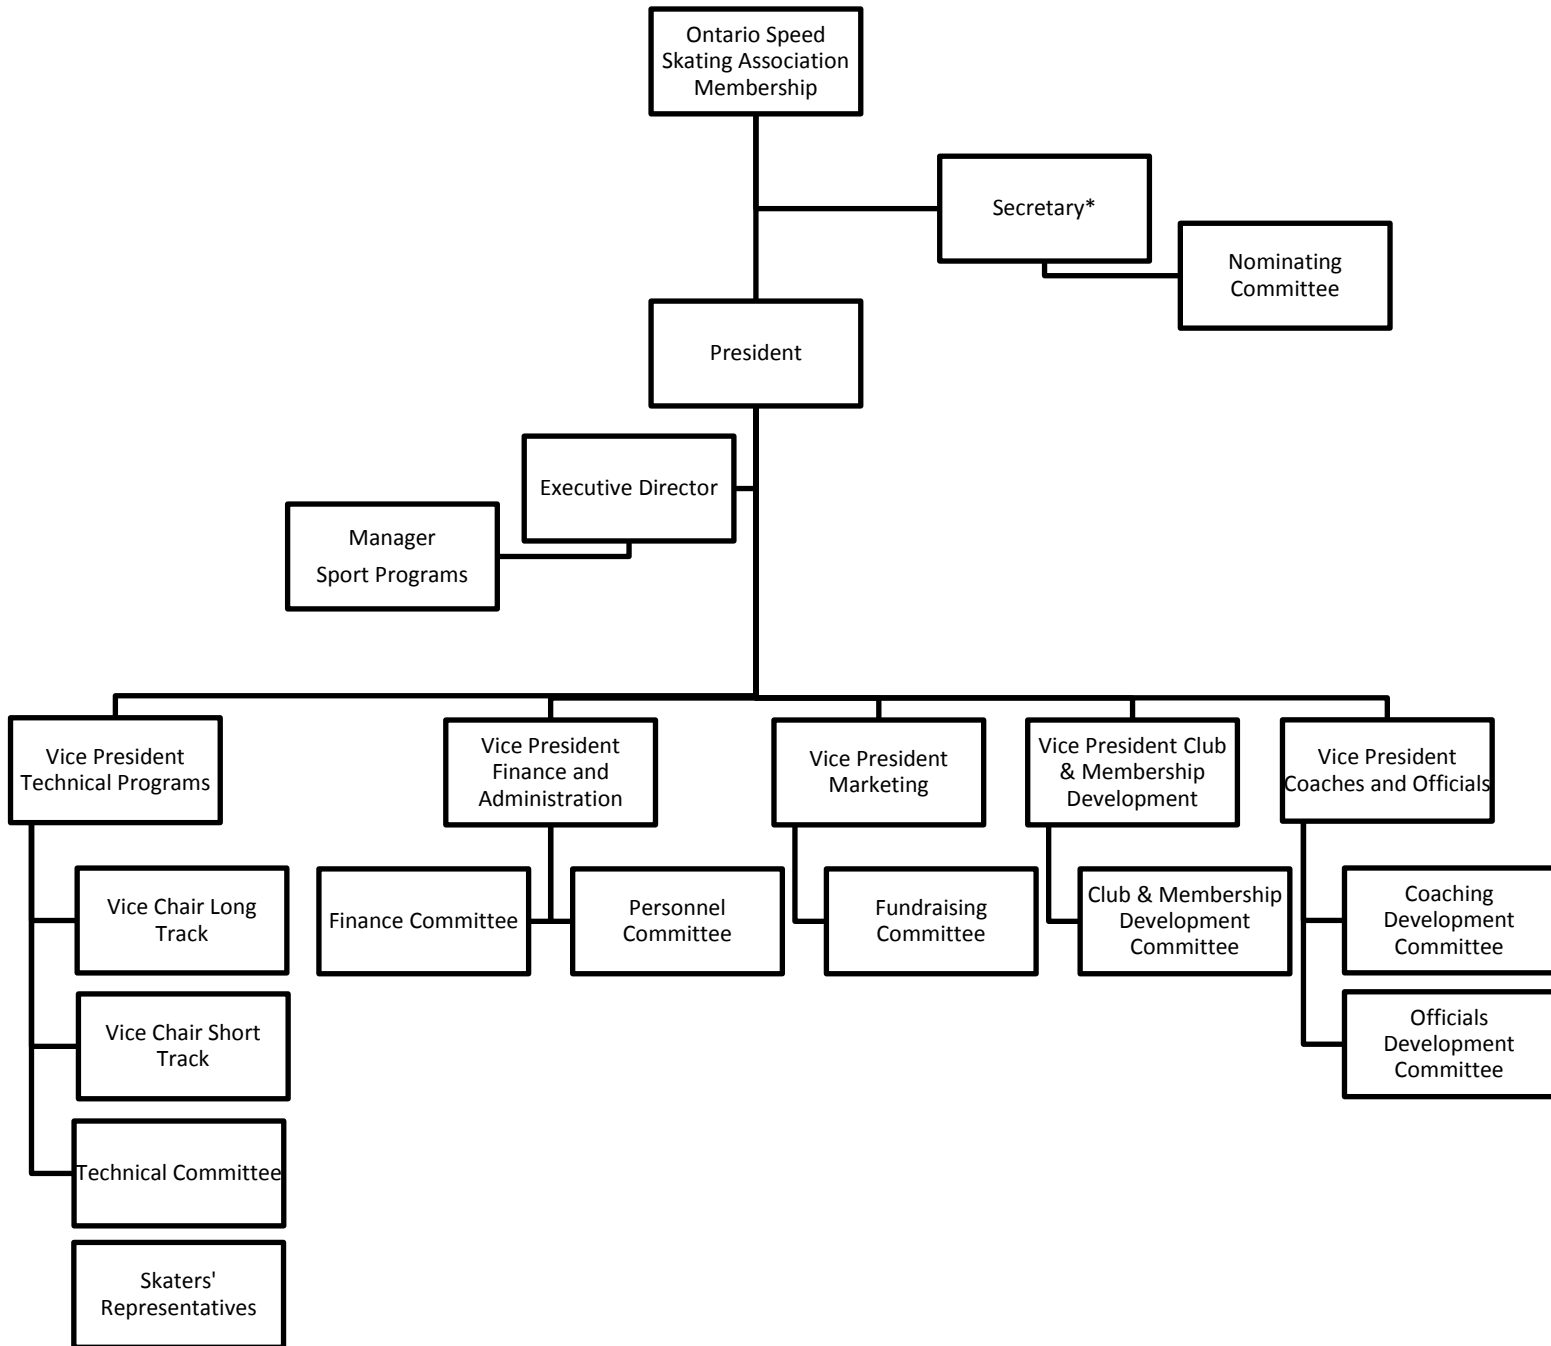 Ontario Speed
Skating Association
Membership
Secretary*
Nominating
Committee
President
Executive Director
Manager
Sport Programs
Vice President
Technical Programs
Vice President
Finance and
Administration
Vice President
Marketing
Vice President Club
& Membership
Development
Vice President
Coaches and Officials
Vice Chair Long
Track
Finance Committee
Personnel
Committee
Fundraising
Committee
Club & Membership
Development
Committee
Coaching
Development
Committee
Vice Chair Short
Track
Officials
Development
Committee
Technical Committee
Skaters'
Representatives